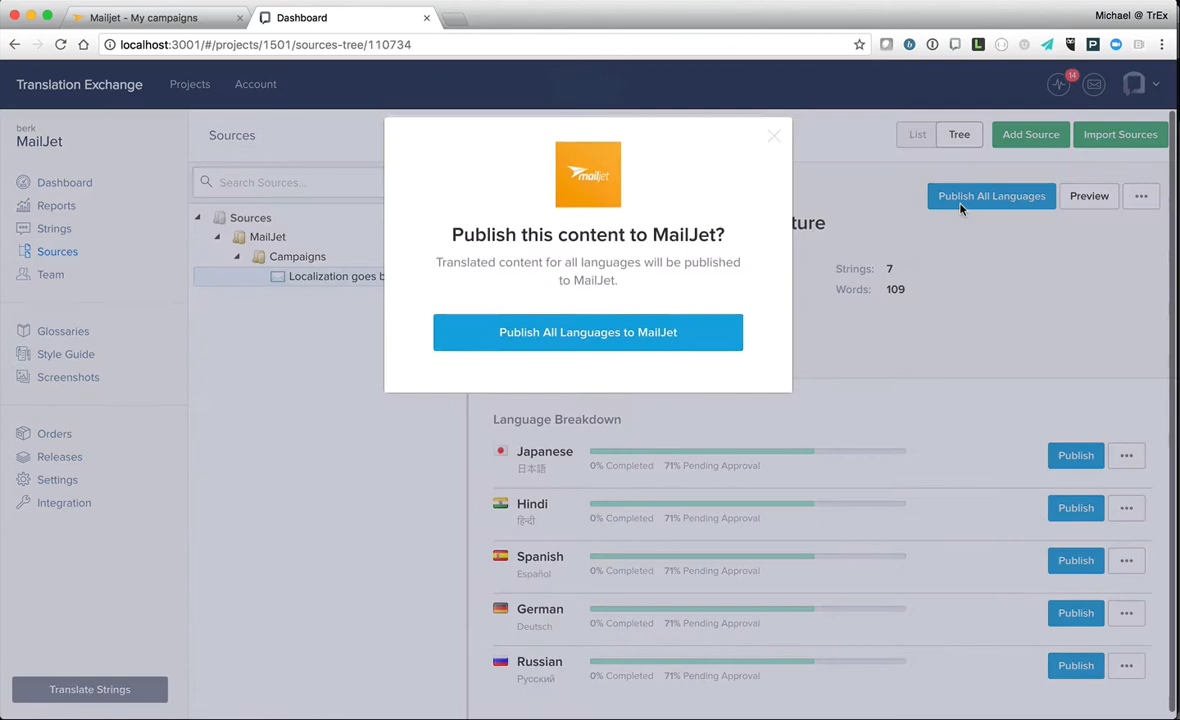 Mailjet - My campaigns
Dashboard
Michael @ TrEx
localhost:3001/#/projects/1501/sources-tree/110734
Translation Exchange
Projects
Account
14
berk
MailJet
Dashboard
Reports
Strings
Sources
Team
Glossaries
Style Guide
Screenshots
Orders
Releases
Settings
Integration
Translate Strings
Sources
List
Tree
Add Source
Import Sources
Search Sources...
Sources
MailJet
Campaigns
Localization goes b
Publish All Languages
Preview
ture
Strings: 7
Words: 109
mailjet
Publish this content to MailJet?
Translated content for all languages will be published
to MailJet.
Publish All Languages to MailJet
Language Breakdown
Japanese
日本語
0% Completed 71% Pending Approval
Publish
Hindi
हिन्दी
0% Completed 71% Pending Approval
Publish
Spanish
Español
0% Completed 71% Pending Approval
Publish
German
Deutsch
0% Completed 71% Pending Approval
Publish
Russian
Русский
0% Completed 71% Pending Approval
Publish